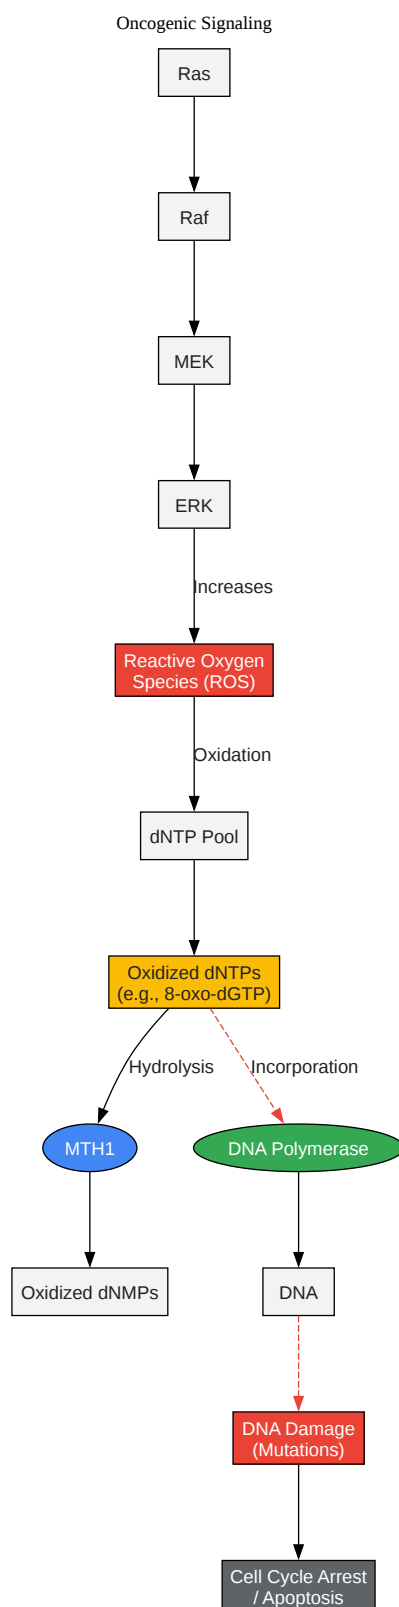 Oncogenic Signaling
Ras
Raf
MEK
ERK
Increases
Reactive Oxygen
Species (ROS)
Oxidation
dNTP Pool
Oxidized dNTPs
(e.g., 8-oxo-dGTP)
Hydrolysis
Incorporation
MTH1
DNA Polymerase
Oxidized dNMPs
DNA
DNA Damage
(Mutations)
Cell Cycle Arrest
/ Apoptosis